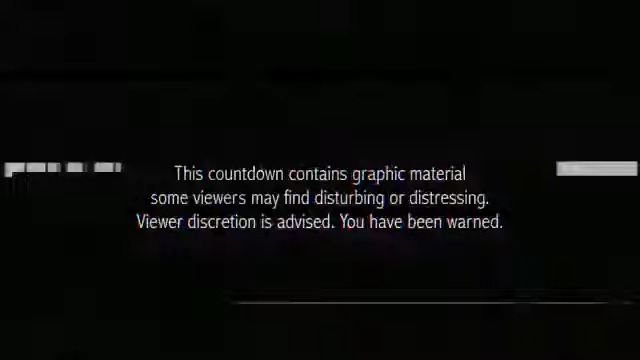 This countdown contains graphic material
some viewers may find disturbing or distressing.
Viewer discretion is advised. You have been warned.